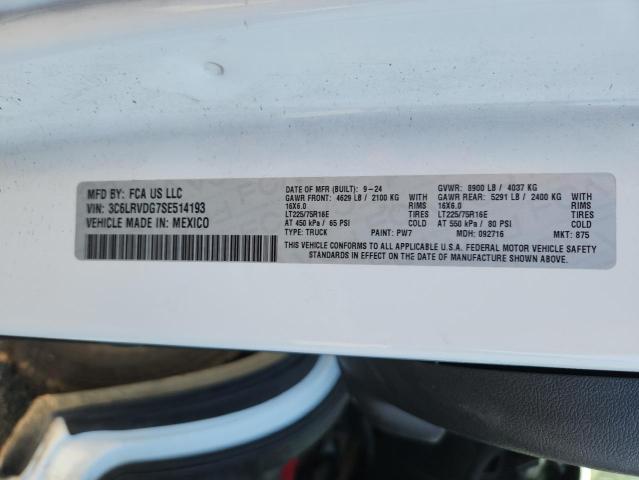 MFD BY: FCA US LLC
VIN: 3C6LRVDG7SE514193
VEHICLE MADE IN: MEXICO
DATE OF MFR (BUILT): 9-24 GVWR: 8900 LB / 4037 KG
GAWR FRONT: 4629 LB / 2100 KG WITH GAWR REAR: 5291 LB / 2400 KG WITH
16X6.0 RIMS 16X6.0 RIMS
LT225/75R16E TIRES LT225/75R16E TIRES
AT 450 kPa / 65 PSI COLD AT 550 kPa / 80 PSI COLD
TYPE: TRUCK PAINT: PW7 MDH: 092716 MKT: 875
THIS VEHICLE CONFORMS TO ALL APPLICABLE U.S.A. FEDERAL MOTOR VEHICLE SAFETY
STANDARDS IN EFFECT ON THE DATE OF MANUFACTURE SHOWN ABOVE.